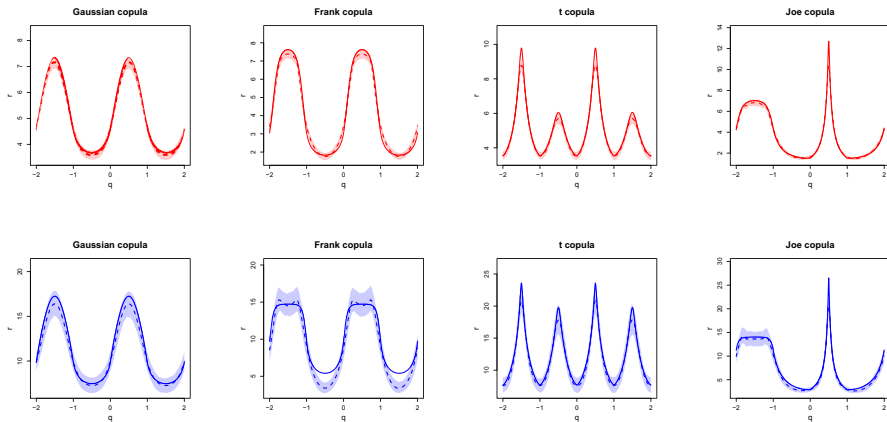 Gaussian copula
r
4 5 6 7 8
−2 −1 0 1 2
q
Frank copula
r
2 3 4 5 6 7 8
−2 −1 0 1 2
q
t copula
r
4 6 8 10
−2 −1 0 1 2
q
Joe copula
r
2 4 6 8 10 12 14
−2 −1 0 1 2
q
Gaussian copula
r
10 15 20
−2 −1 0 1 2
q
Frank copula
r
5 10 15 20
−2 −1 0 1 2
q
t copula
r
10 15 20 25
−2 −1 0 1 2
q
Joe copula
r
5 10 15 20 25 30
−2 −1 0 1 2
q